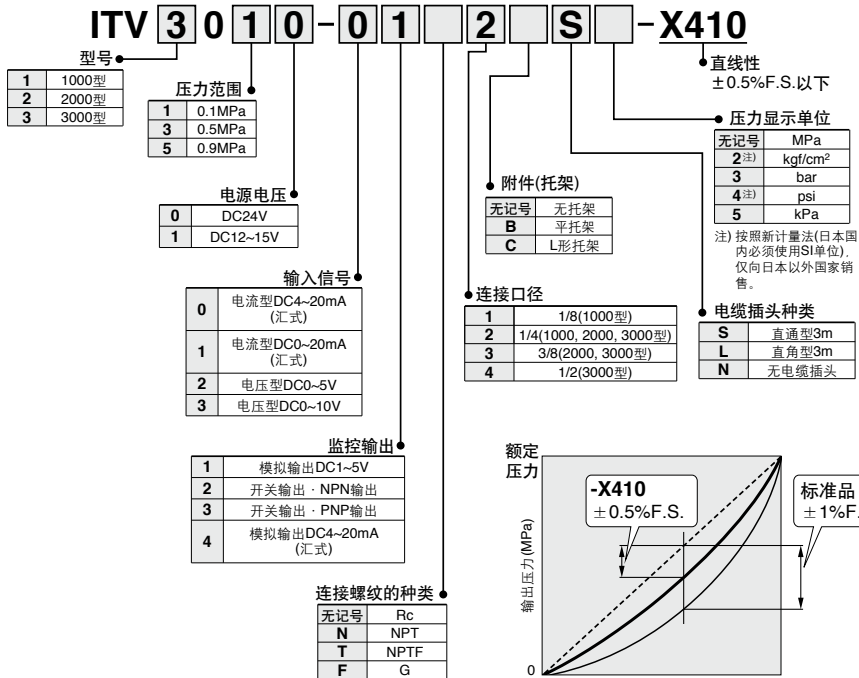 ITV 3 0 1 0 - 0 1 2 S - X410
型号
1 1000型
2 2000型
3 3000型
压力范围
1 0.1MPa
3 0.5MPa
5 0.9MPa
电源电压
0 DC24V
1 DC12~15V
输入信号
0 电流型DC4~20mA
(汇式)
1 电流型DC0~20mA
(汇式)
2 电压型DC0~5V
3 电压型DC0~10V
监控输出
1 模拟输出DC1~5V
2 开关输出·NPN输出
3 开关输出·PNP输出
4 模拟输出DC4~20mA
(汇式)
连接螺纹的种类
无记号 Rc
N NPT
T NPTF
F G
附件(托架)
无记号 无托架
B 平托架
C L形托架
连接口径
1 1/8(1000型)
2 1/4(1000, 2000, 3000型)
3 3/8(2000, 3000型)
4 1/2(3000型)
直线性
±0.5%F.S.以下
压力显示单位
无记号 MPa
2注) kgf/cm²
3 bar
4注) psi
5 kPa
注) 按照新计量法(日本国
内必须使用SI单位),
仅向日本以外国家销
售。
电缆插头种类
S 直通型3m
L 直角型3m
N 无电缆插头
额定
压力
-X410
±0.5%F.S.
标准品
±1%F.
输出压力(MPa)
0